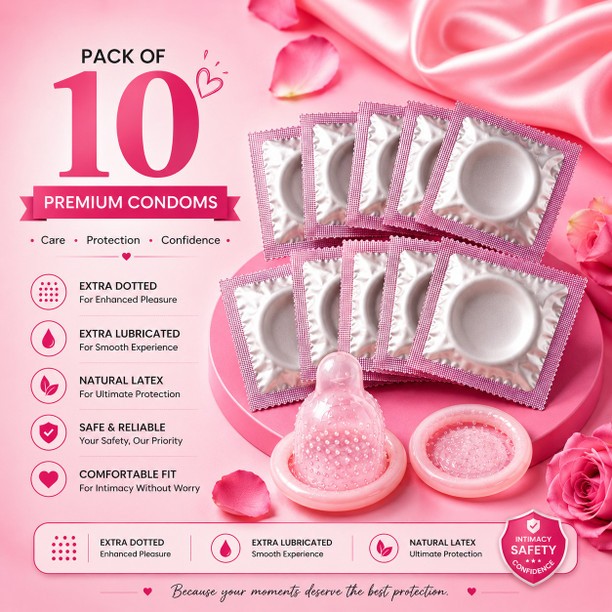 PACK OF
10
PREMIUM CONDOMS
• Care • Protection • Confidence •
EXTRA DOTTED
For Enhanced Pleasure
EXTRA LUBRICATED
For Smooth Experience
NATURAL LATEX
For Ultimate Protection
SAFE & RELIABLE
Your Safety, Our Priority
COMFORTABLE FIT
For Intimacy Without Worry
EXTRA DOTTED
Enhanced Pleasure
EXTRA LUBRICATED
Smooth Experience
NATURAL LATEX
Ultimate Protection
INTIMACY
SAFETY
CONFIDENCE
Because your moments deserve the best protection.